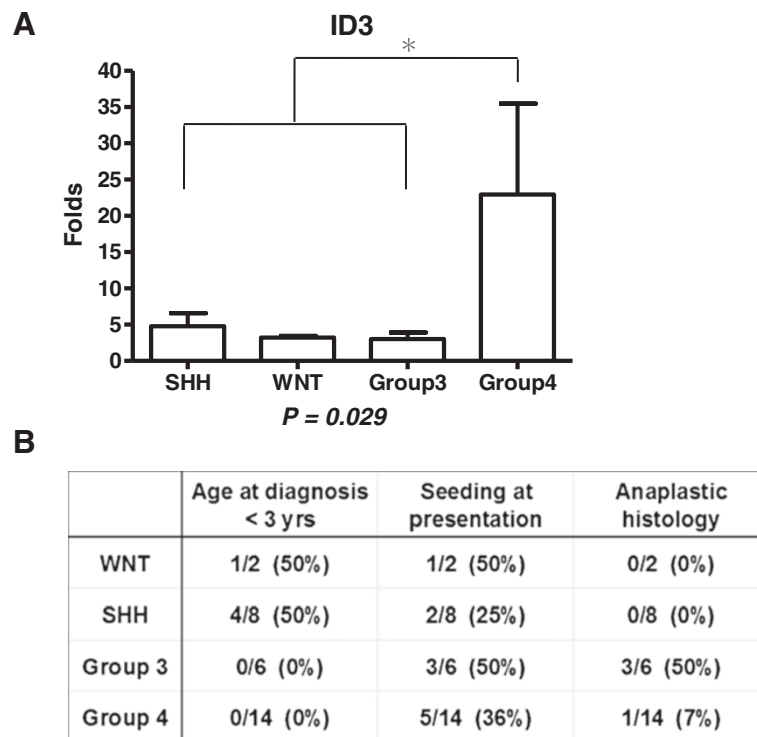 A
ID3
*
40
35
30
25
20
15
10
5
0
Folds
SHH WNT Group3 Group4
P = 0.029
B
Age at diagnosis < 3 yrs
Seeding at presentation
Anaplastic histology
WNT 1/2 (50%) 1/2 (50%) 0/2 (0%)
SHH 4/8 (50%) 2/8 (25%) 0/8 (0%)
Group 3 0/6 (0%) 3/6 (50%) 3/6 (50%)
Group 4 0/14 (0%) 5/14 (36%) 1/14 (7%)